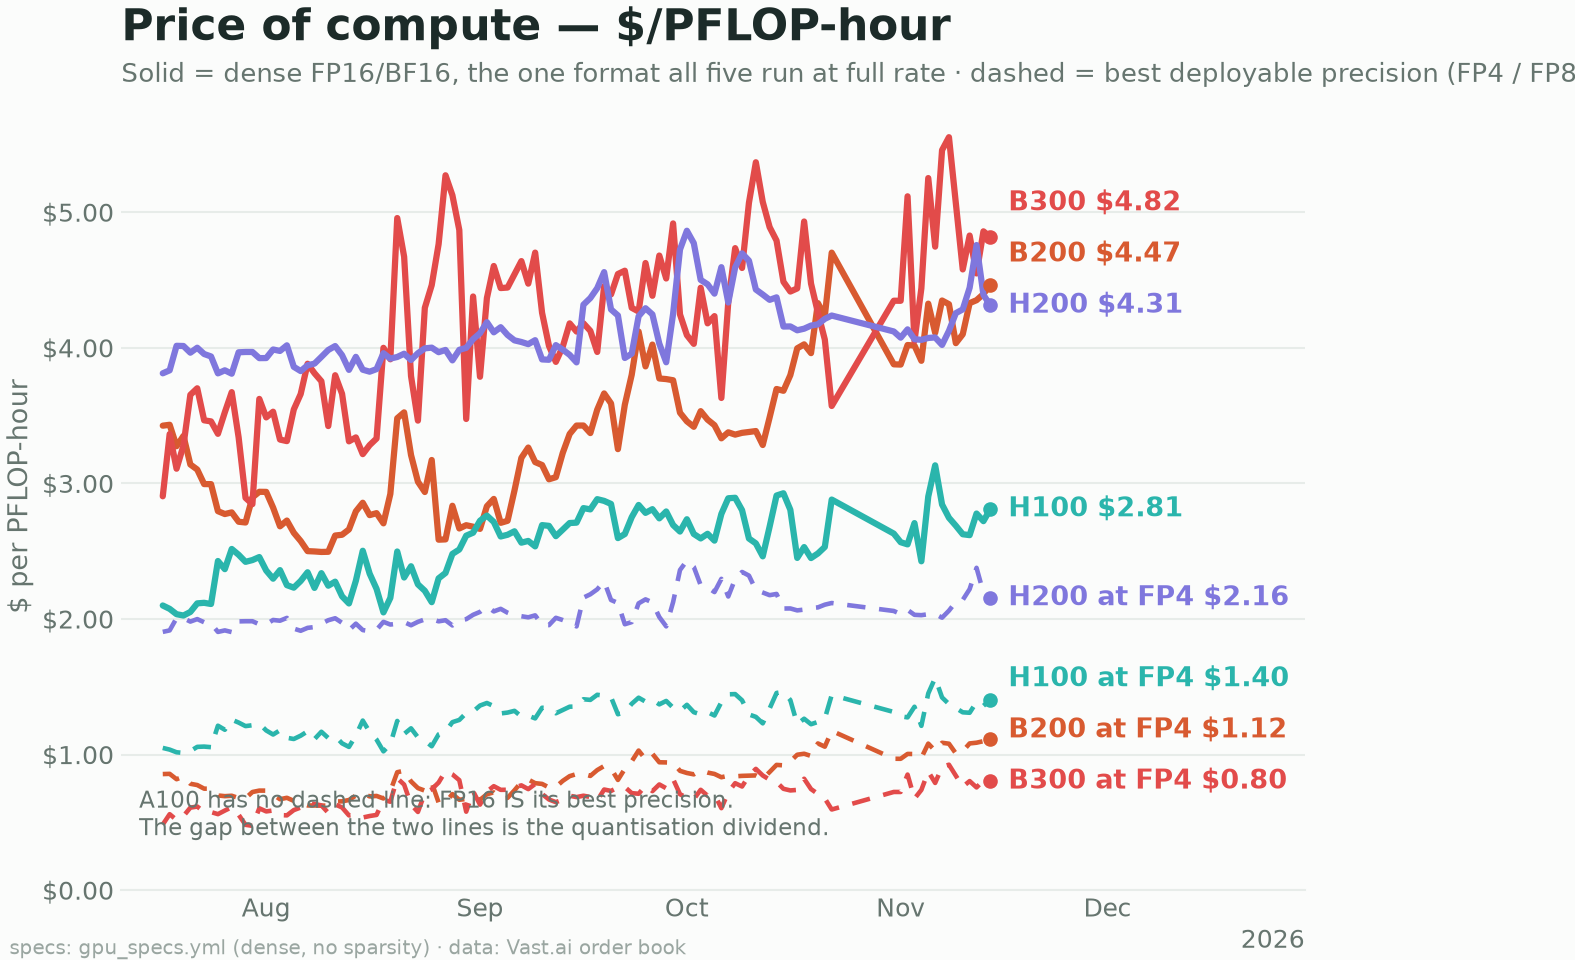 Price of compute — $/PFLOP-hour
Solid = dense FP16/BF16, the one format all five run at full rate · dashed = best deployable precision (FP4 / FP8
$ per PFLOP-hour
$5.00
$4.00
$3.00
$2.00
$1.00
$0.00
B300 $4.82
B200 $4.47
H200 $4.31
H100 $2.81
H200 at FP4 $2.16
H100 at FP4 $1.40
B200 at FP4 $1.12
B300 at FP4 $0.80
A100 has no dashed line: FP16 IS its best precision.
The gap between the two lines is the quantisation dividend.
Aug Sep Oct Nov Dec
2026
specs: gpu_specs.yml (dense, no sparsity) · data: Vast.ai order book